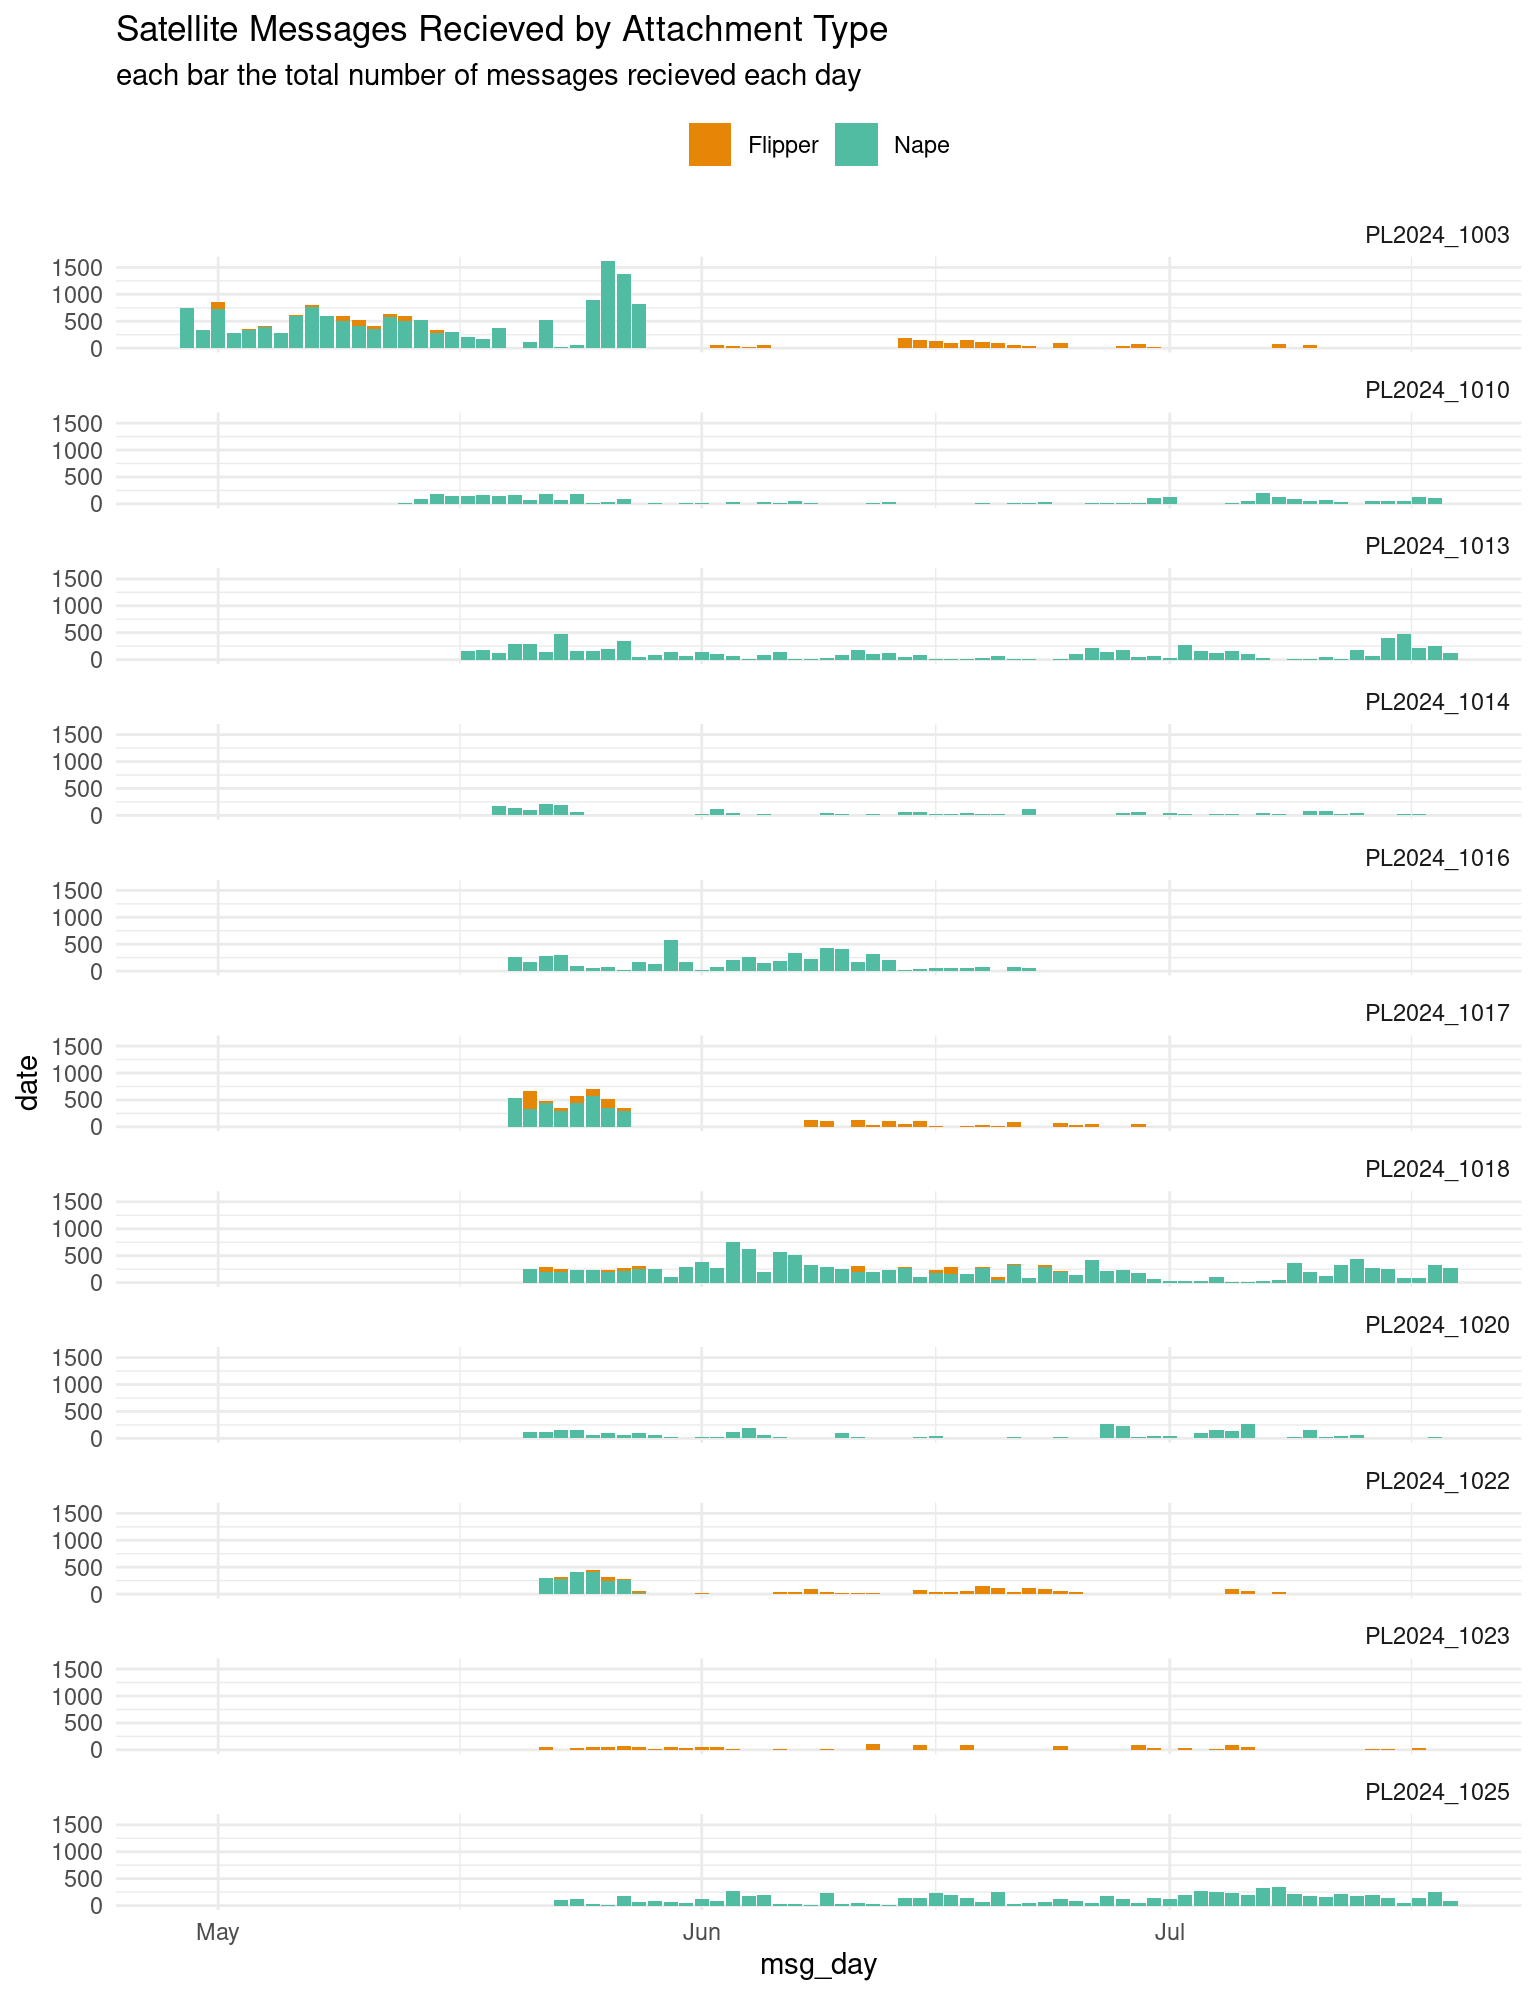 Satellite Messages Recieved by Attachment Type
each bar the total number of messages recieved each day
Flipper Nape
PL2024_1003
1500
1000
500
0
PL2024_1010
1500
1000
500
0
PL2024_1013
1500
1000
500
0
PL2024_1014
1500
1000
500
0
PL2024_1016
1500
1000
500
0
PL2024_1017
1500
1000
500
0
date
PL2024_1018
1500
1000
500
0
PL2024_1020
1500
1000
500
0
PL2024_1022
1500
1000
500
0
PL2024_1023
1500
1000
500
0
PL2024_1025
1500
1000
500
0
May Jun Jul
msg_day